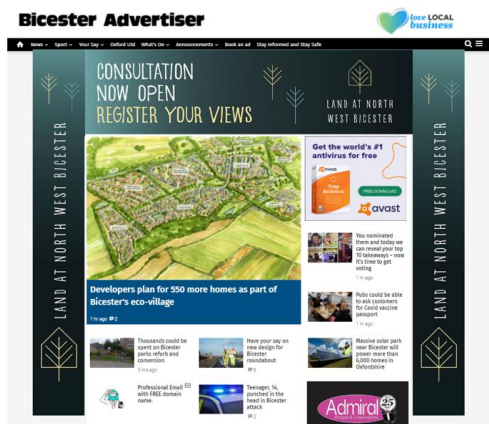 Bicester Advertiser
love LOCAL
business
News Sport Your Say Oxford Utd What's On Announcements Book an ad Stay Informed and Stay Safe
CONSULTATION
NOW OPEN
REGISTER YOUR VIEWS
LAND AT NORTH
WEST BICESTER
LAND AT NORTH WEST BICESTER
LAND AT NORTH WEST BICESTER
Get the world's #1
antivirus for free
avast
Free
Antivirus
FREE DOWNLOAD
avast
Developers plan for 550 more homes as part of
Bicester's eco-village
1 hr ago 2
You nominated
them and today we
can reveal your top
10 takeaways – now
it's time to get
voting
1 hr ago
Pubs could be able
to ask customers
for Covid vaccine
passport
1 hr ago
Thousands could be
spent on Bicester
parks refurb and
conversion
3 hrs ago
Have your say on
new design for
Bicester
roundabout
6
Massive solar park
near Bicester will
power more than
6,000 homes in
Oxfordshire
Professional Email
with FREE domain
name.
Teenager, 14,
punched in the
head in Bicester
attack
2
Admiral
25